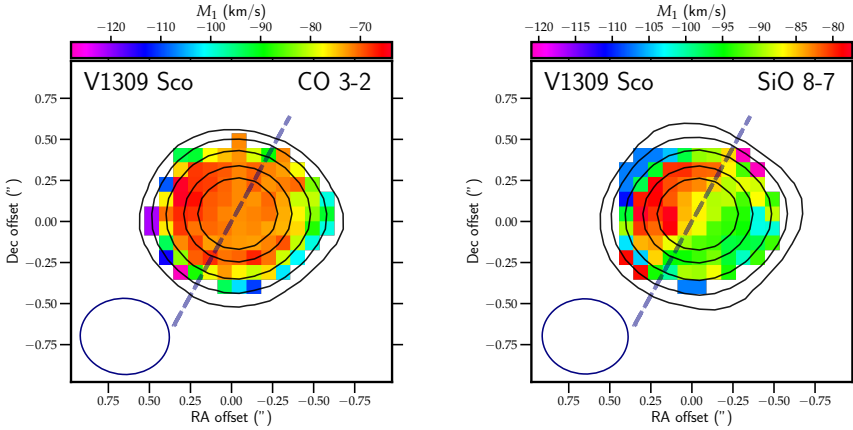 M₁ (km/s)
−120 −110 −100 −90 −80 −70
V1309 Sco CO 3-2
0.75
0.50
0.25
0.00
−0.25
−0.50
−0.75
Dec offset (")
0.75 0.50 0.25 0.00 −0.25 −0.50 −0.75
RA offset (")
M₁ (km/s)
−120 −115 −110 −105 −100 −95 −90 −85 −80
V1309 Sco SiO 8-7
0.75
0.50
0.25
0.00
−0.25
−0.50
−0.75
Dec offset (")
0.75 0.50 0.25 0.00 −0.25 −0.50 −0.75
RA offset (")